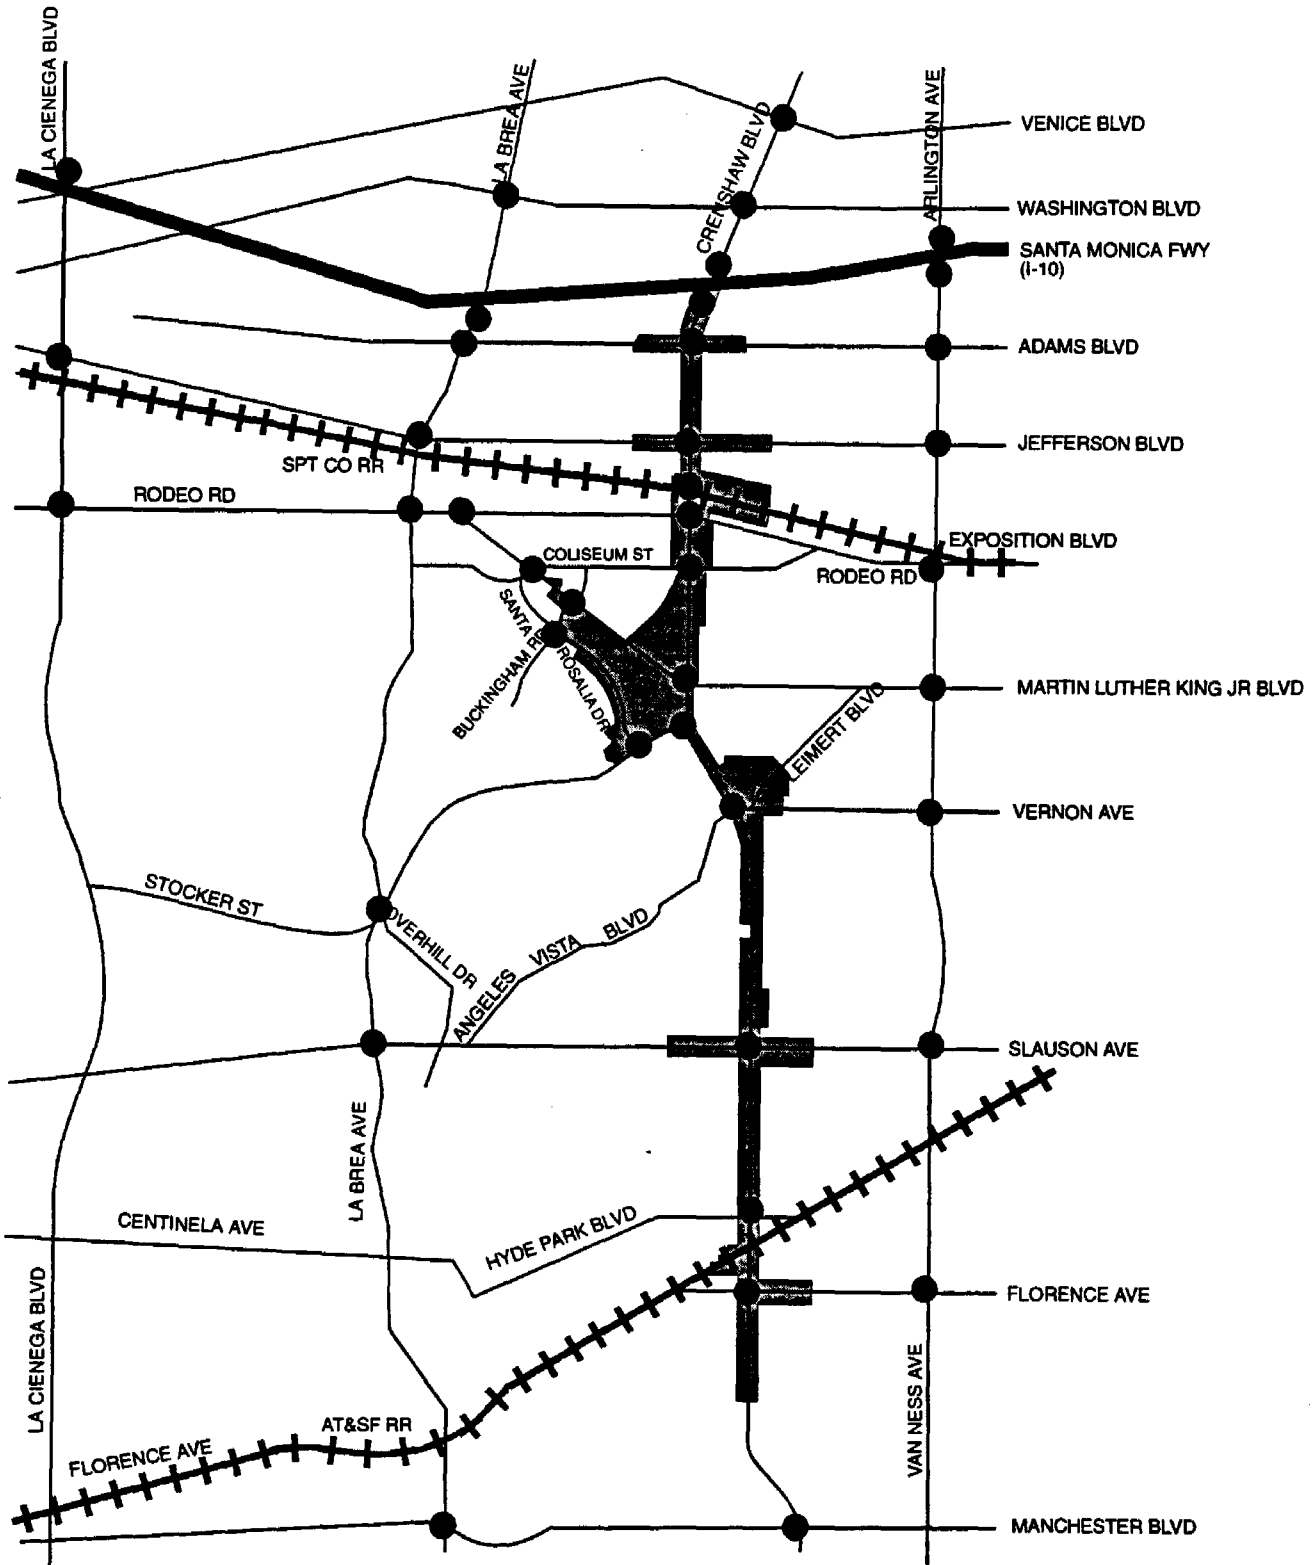 LA CIENEGA BLVD
LA BREA AVE
CRENSHAW BLVD
ARLINGTON AVE
VENICE BLVD
WASHINGTON BLVD
SANTA MONICA FWY
(I-10)
ADAMS BLVD
JEFFERSON BLVD
SPT CO RR
RODEO RD
EXPOSITION BLVD
COLISEUM ST
RODEO RD
SANTA
ROSALIA DR
BUCKINGHAM RD
MARTIN LUTHER KING JR BLVD
LEIMERT BLVD
VERNON AVE
STOCKER ST
OVERHILL DR
ANGELES VISTA BLVD
SLAUSON AVE
LA BREA AVE
CENTINELA AVE
HYDE PARK BLVD
FLORENCE AVE
LA CIENEGA BLVD
VAN NESS AVE
AT&SF RR
FLORENCE AVE
MANCHESTER BLVD